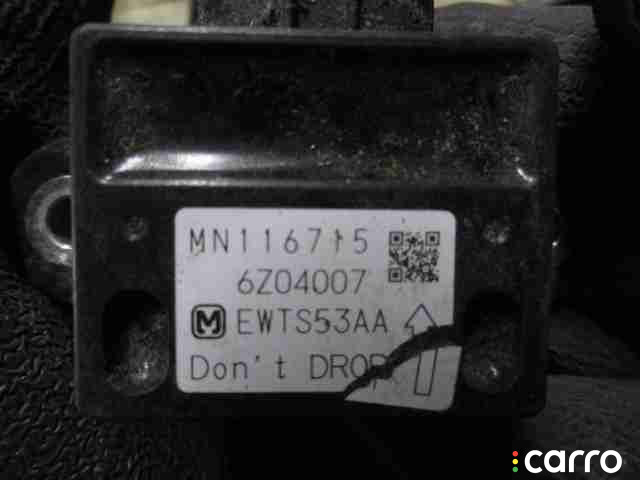 MN116715
6Z04007
M EWTS53AA
Don't DROP
carro